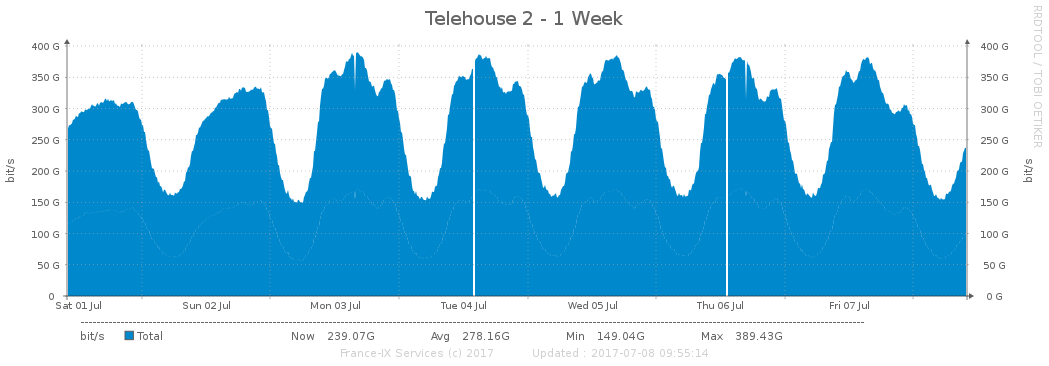 Telehouse 2 - 1 Week
RRDTOOL / TOBI OETIKER
400 G 400 G
350 G 350 G
300 G 300 G
250 G 250 G
200 G 200 G
150 G 150 G
100 G 100 G
50 G 50 G
0 0 G
bit/s
bit/s
Sat 01 Jul Sun 02 Jul Mon 03 Jul Tue 04 Jul Wed 05 Jul Thu 06 Jul Fri 07 Jul
bit/s Total Now 239.07G Avg 278.16G Min 149.04G Max 389.43G
France-IX Services (c) 2017 Updated : 2017-07-08 09:55:14